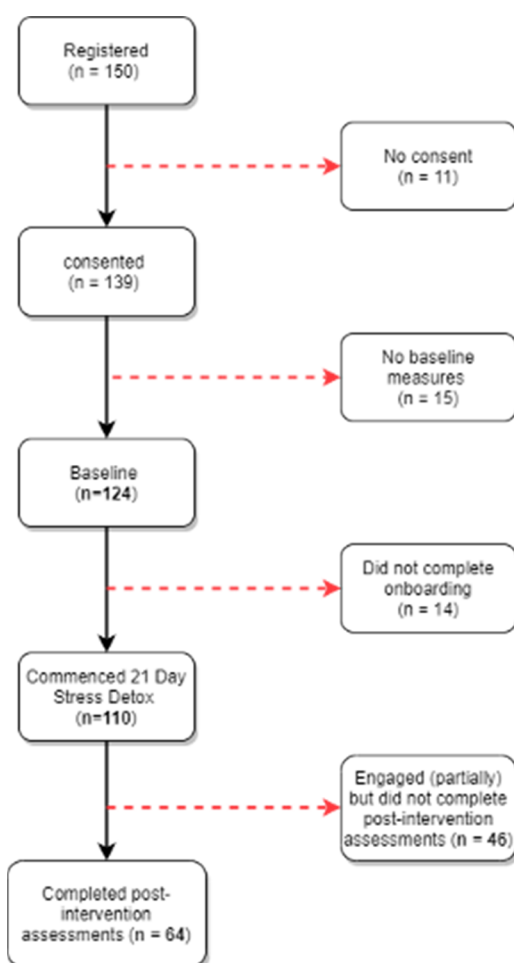 Registered
(n = 150)
No consent
(n = 11)
consented
(n = 139)
No baseline
measures
(n = 15)
Baseline
(n=124)
Did not complete
onboarding
(n = 14)
Commenced 21 Day
Stress Detox
(n=110)
Engaged (partially)
but did not complete
post-intervention
assessments (n = 46)
Completed post-
intervention
assessments (n = 64)